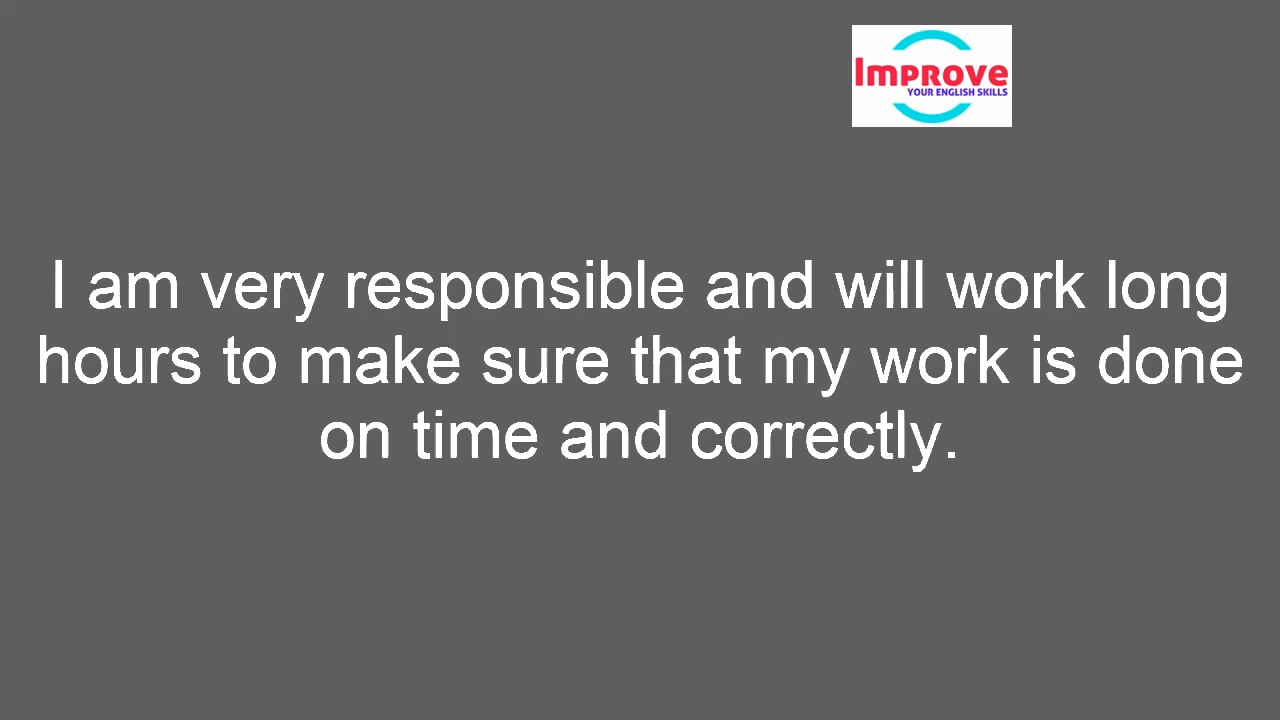 Improve
YOUR ENGLISH SKILLS
I am very responsible and will work long
hours to make sure that my work is done
on time and correctly.